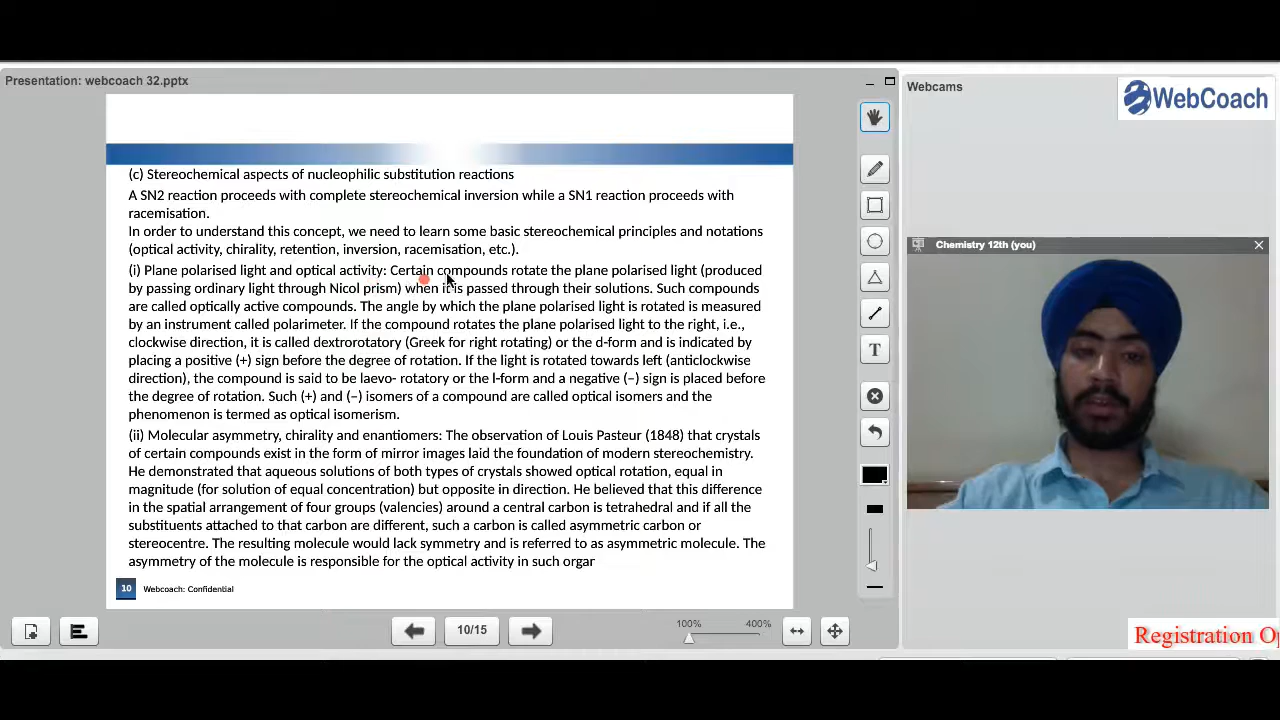 Presentation: webcoach 32.pptx
Webcams
WebCoach
(c) Stereochemical aspects of nucleophilic substitution reactions
A SN2 reaction proceeds with complete stereochemical inversion while a SN1 reaction proceeds with
racemisation.
In order to understand this concept, we need to learn some basic stereochemical principles and notations
(optical activity, chirality, retention, inversion, racemisation, etc.).
(i) Plane polarised light and optical activity: Certain compounds rotate the plane polarised light (produced
by passing ordinary light through Nicol prism) when it is passed through their solutions. Such compounds
are called optically active compounds. The angle by which the plane polarised light is rotated is measured
by an instrument called polarimeter. If the compound rotates the plane polarised light to the right, i.e.,
clockwise direction, it is called dextrorotatory (Greek for right rotating) or the d-form and is indicated by
placing a positive (+) sign before the degree of rotation. If the light is rotated towards left (anticlockwise
direction), the compound is said to be laevo- rotatory or the l-form and a negative (–) sign is placed before
the degree of rotation. Such (+) and (–) isomers of a compound are called optical isomers and the
phenomenon is termed as optical isomerism.
(ii) Molecular asymmetry, chirality and enantiomers: The observation of Louis Pasteur (1848) that crystals
of certain compounds exist in the form of mirror images laid the foundation of modern stereochemistry.
He demonstrated that aqueous solutions of both types of crystals showed optical rotation, equal in
magnitude (for solution of equal concentration) but opposite in direction. He believed that this difference
in the spatial arrangement of four groups (valencies) around a central carbon is tetrahedral and if all the
substituents attached to that carbon are different, such a carbon is called asymmetric carbon or
stereocentre. The resulting molecule would lack symmetry and is referred to as asymmetric molecule. The
asymmetry of the molecule is responsible for the optical activity in such organ
10 Webcoach: Confidential
Chemistry 12th (you)
T
10/15
100% 400%
Registration Op